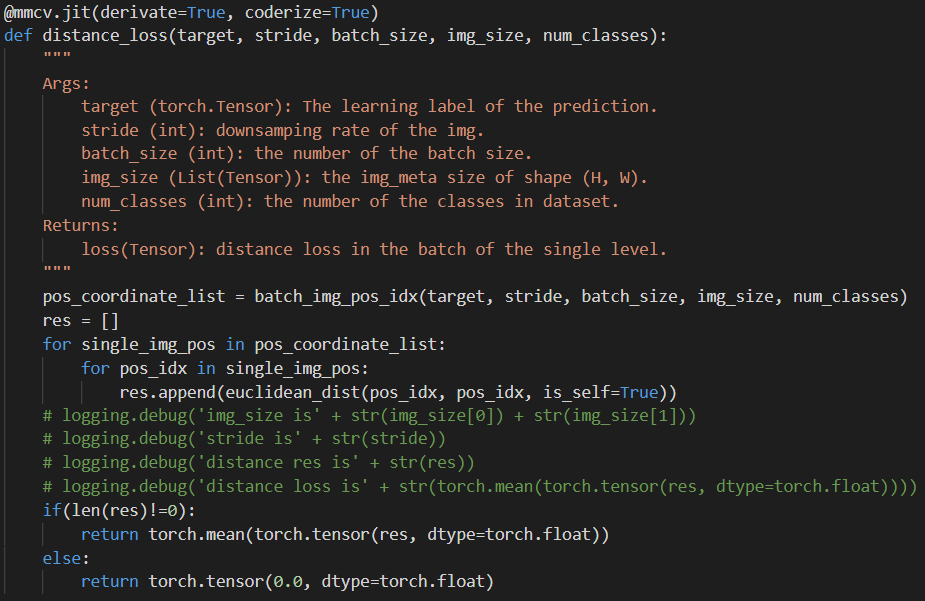 @mmcv.jit(derivate=True, coderize=True)
def distance_loss(target, stride, batch_size, img_size, num_classes):
    """
    Args:
        target (torch.Tensor): The learning label of the prediction.
        stride (int): downsamping rate of the img.
        batch_size (int): the number of the batch size.
        img_size (List(Tensor)): the img_meta size of shape (H, W).
        num_classes (int): the number of the classes in dataset.
    Returns:
        loss(Tensor): distance loss in the batch of the single level.
    """
    pos_coordinate_list = batch_img_pos_idx(target, stride, batch_size, img_size, num_classes)
    res = []
    for single_img_pos in pos_coordinate_list:
        for pos_idx in single_img_pos:
            res.append(euclidean_dist(pos_idx, pos_idx, is_self=True))
    # logging.debug('img_size is' + str(img_size[0]) + str(img_size[1]))
    # logging.debug('stride is' + str(stride))
    # logging.debug('distance res is' + str(res))
    # logging.debug('distance loss is' + str(torch.mean(torch.tensor(res, dtype=torch.float))))
    if(len(res)!=0):
        return torch.mean(torch.tensor(res, dtype=torch.float))
    else:
        return torch.tensor(0.0, dtype=torch.float)